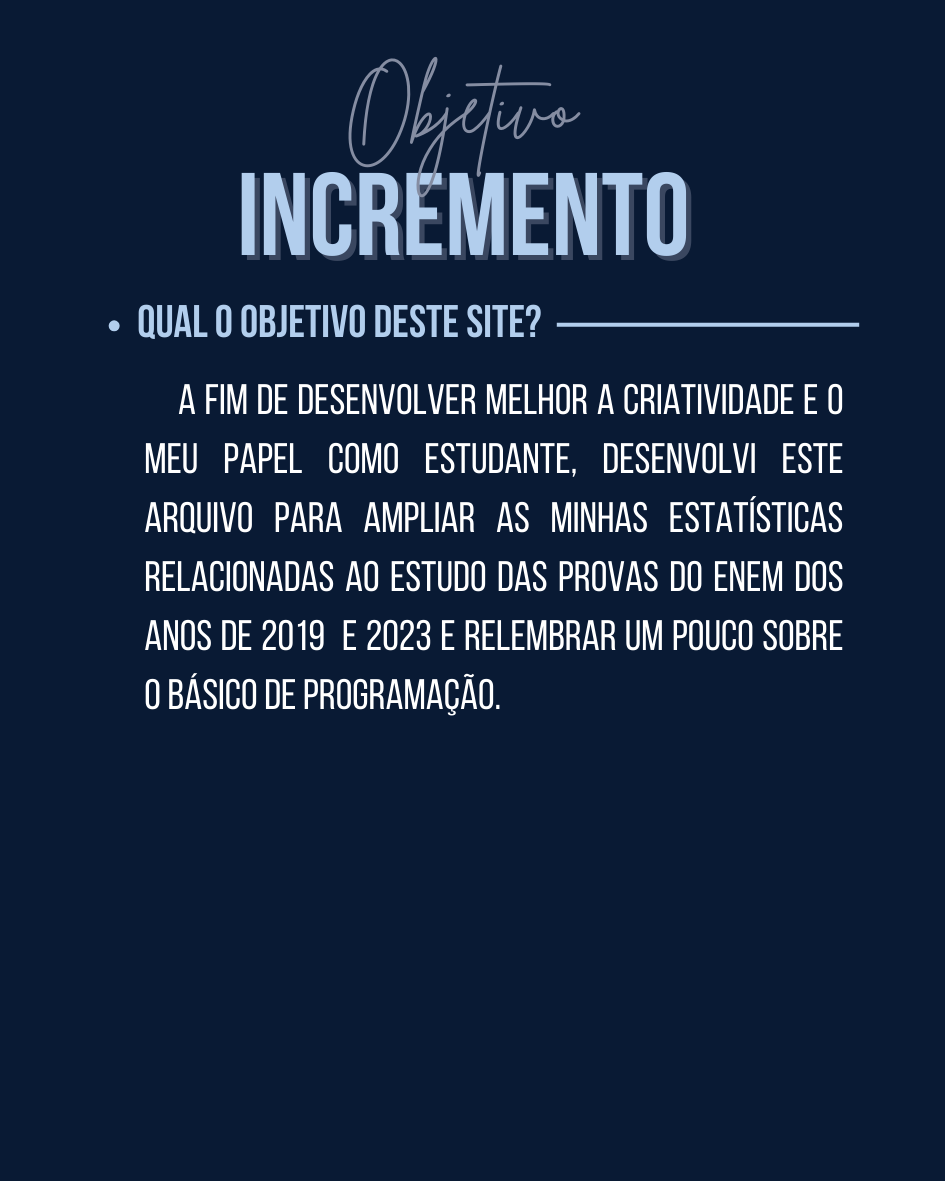 Objetivo
INCREMENTO
• QUAL O OBJETIVO DESTE SITE?
A FIM DE DESENVOLVER MELHOR A CRIATIVIDADE E O
MEU PAPEL COMO ESTUDANTE, DESENVOLVI ESTE
ARQUIVO PARA AMPLIAR AS MINHAS ESTATÍSTICAS
RELACIONADAS AO ESTUDO DAS PROVAS DO ENEM DOS
ANOS DE 2019 E 2023 E RELEMBRAR UM POUCO SOBRE
O BÁSICO DE PROGRAMAÇÃO.